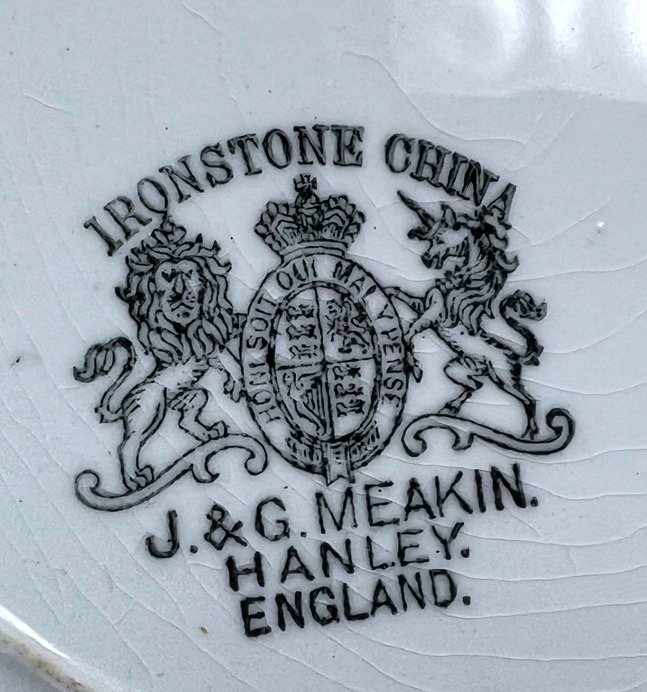 IRONSTONE CHINA
HONI SOIT QUI MAL Y PENSE
J. & G. MEAKIN.
HANLEY.
ENGLAND.